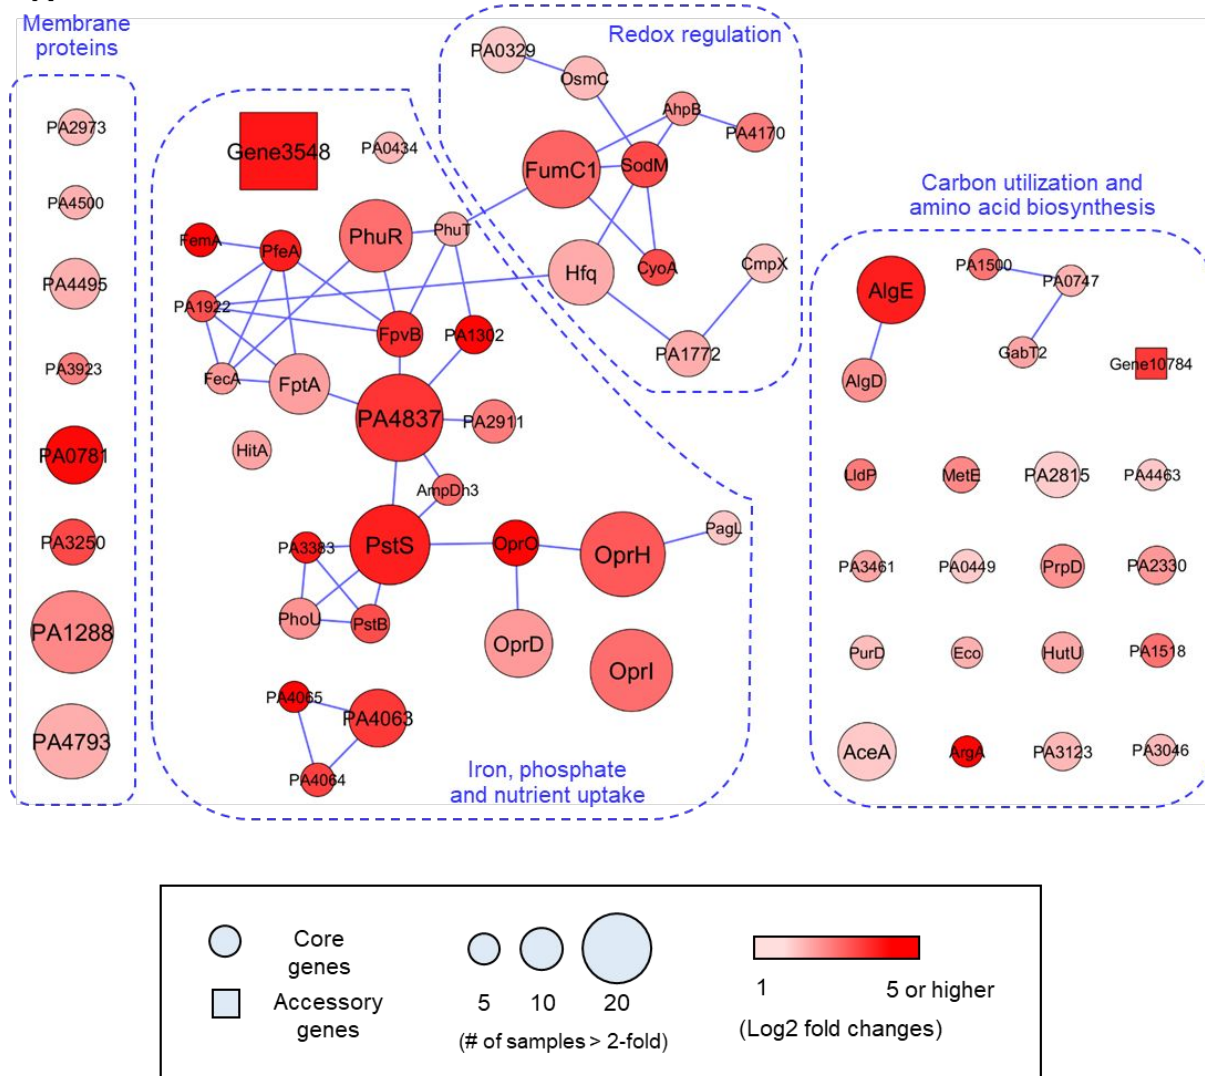 Membrane
proteins
PA2973
PA4500
PA4495
PA3923
PA0781
PA3250
PA1288
PA4793
Gene3548
PA0434
FemA
PfeA
PhuR
PhuT
PA1922
FpvB
PA1302
FecA
FptA
PA4837
PA2911
HitA
AmpDh3
PA3383
PstS
OprO
OprH
PagL
PhoU
PstB
OprD
OprI
PA4065
PA4063
PA4064
Iron, phosphate
and nutrient uptake
Redox regulation
PA0329
OsmC
AhpB
PA4170
FumC1
SodM
Hfq
CyoA
CmpX
PA1772
Carbon utilization and
amino acid biosynthesis
AlgE
PA1500
PA0747
AlgD
GabT2
Gene10784
LldP
MetE
PA2815
PA4463
PA3461
PA0449
PrpD
PA2330
PurD
Eco
HutU
PA1518
AceA
ArgA
PA3123
PA3046
Core
genes
Accessory
genes
5 10 20
(# of samples > 2-fold)
1 5 or higher
(Log2 fold changes)